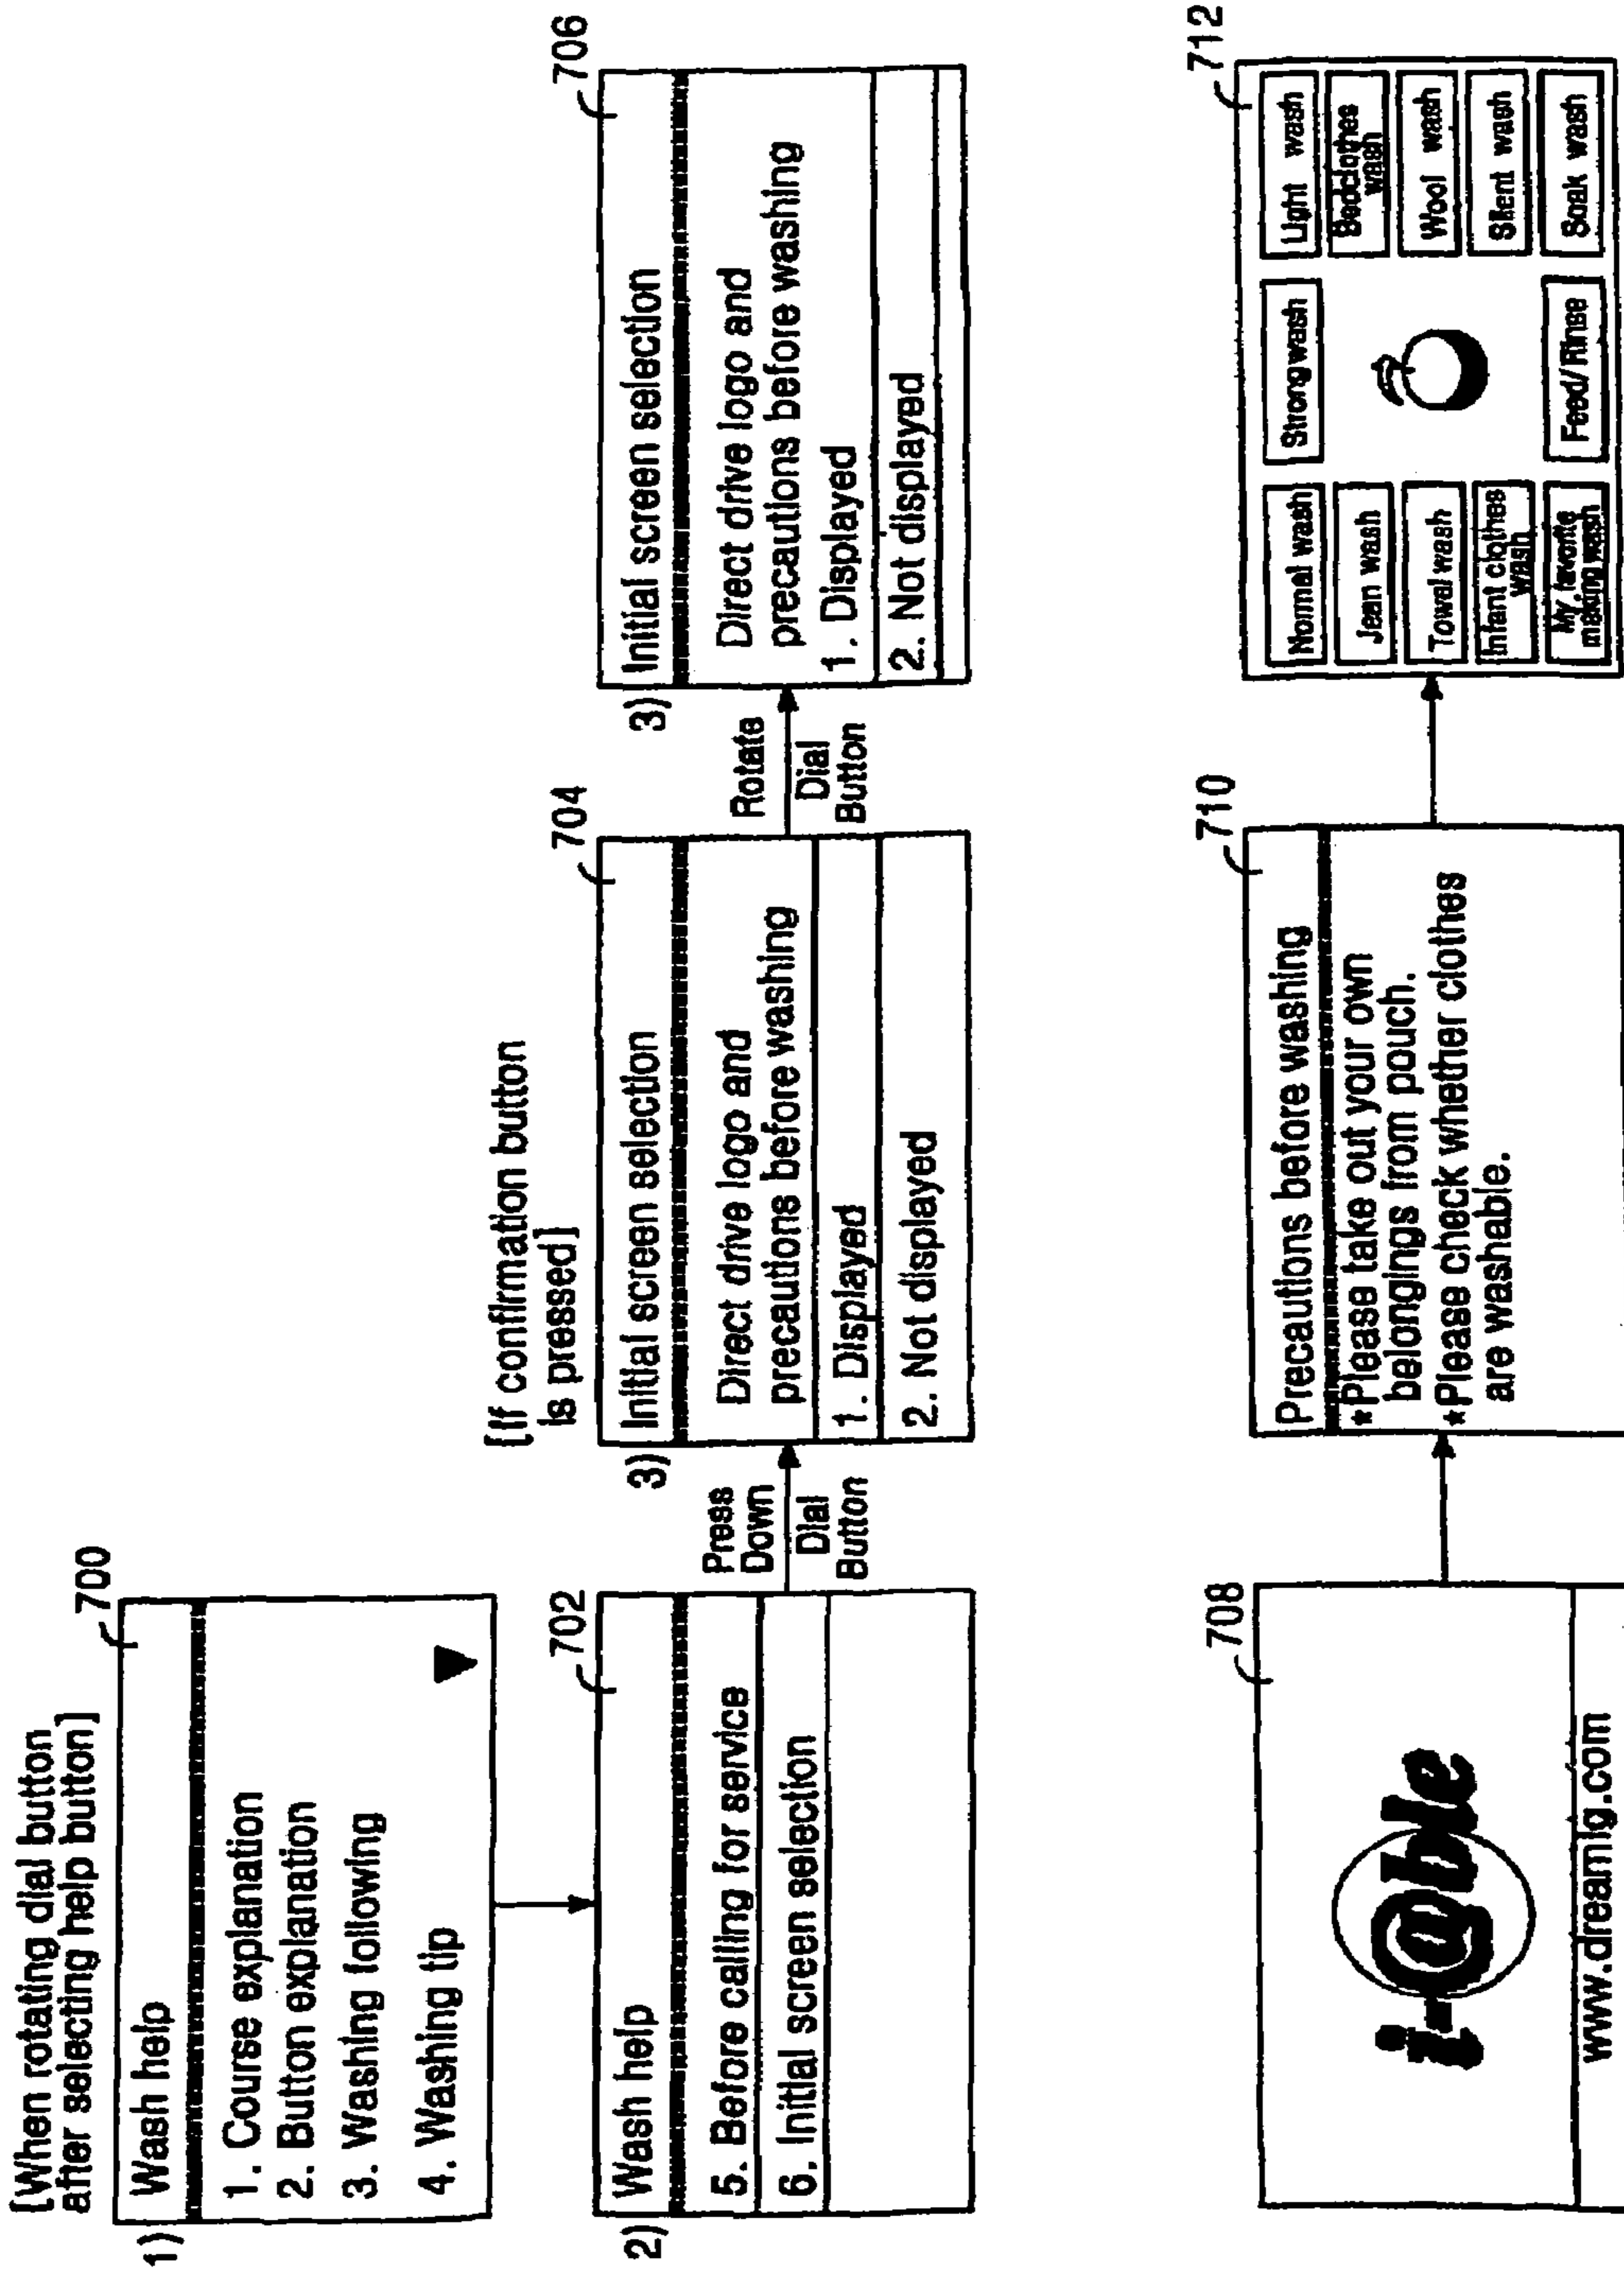 [When rotating dial button
after selecting help button]
700
1)
Wash help
1. Course explanation
2. Button explanation
3. Washing following
4. Washing tip
702
2)
Wash help
5. Before calling for service
6. Initial screen selection
Press
Down
Dial
Button
[If confirmation button
is pressed]
704
3)
Initial screen selection
Direct drive logo and
precautions before washing
1. Displayed
2. Not displayed
Rotate
Dial
Button
706
3)
Initial screen selection
Direct drive logo and
precautions before washing
1. Displayed
2. Not displayed
708
i-@ble
www.dreamlg.com
710
Precautions before washing
*Please take out your own
belongings from pouch.
*Please check whether clothes
are washable.
712
Normal wash
Strong wash
Light wash
Jean wash
Bedclothes
wash
Towal wash
Wool wash
Infant clothes
wash
Silent wash
My favorite
making wash
Feed/Rinse
Soak wash